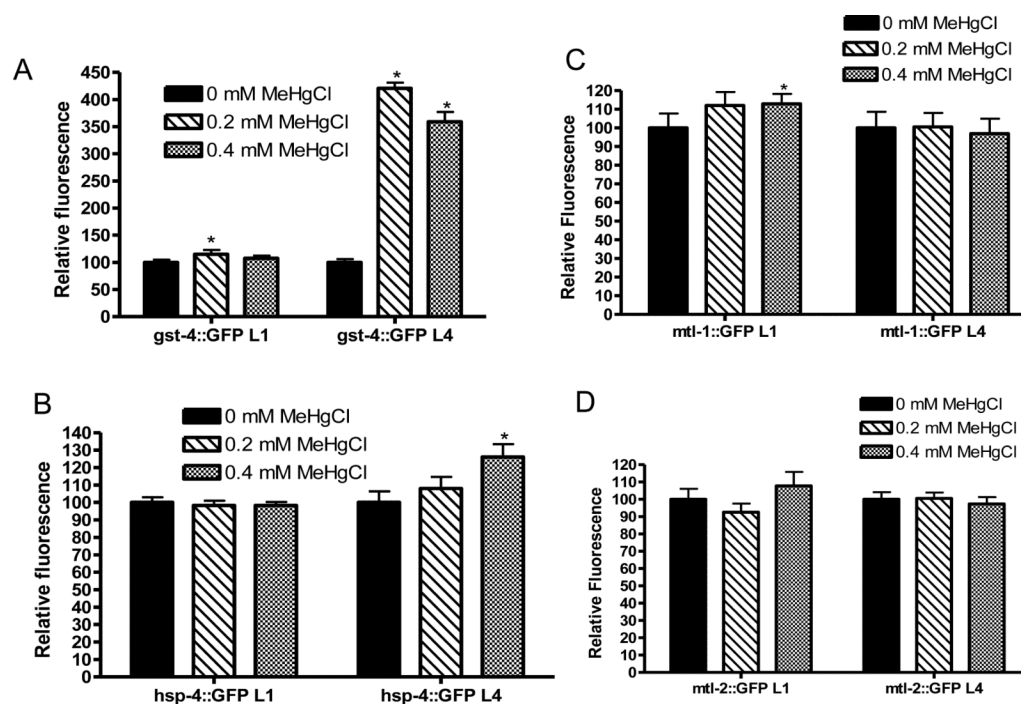 A
Relative fluorescence
450
400
350
300
250
200
150
100
50
0
0 mM MeHgCl
0.2 mM MeHgCl
0.4 mM MeHgCl
*
*
*
gst-4::GFP L1
gst-4::GFP L4
B
Relative fluorescence
140
130
120
110
100
90
80
70
60
50
40
30
20
10
0
0 mM MeHgCl
0.2 mM MeHgCl
0.4 mM MeHgCl
*
hsp-4::GFP L1
hsp-4::GFP L4
C
0 mM MeHgCl
0.2 mM MeHgCl
0.4 mM MeHgCl
Relative Fluorescence
120
110
100
90
80
70
60
50
40
30
20
10
0
*
mtl-1::GFP L1
mtl-1::GFP L4
D
0 mM MeHgCl
0.2 mM MeHgCl
0.4 mM MeHgCl
Relative Fluorescence
120
110
100
90
80
70
60
50
40
30
20
10
0
mtl-2::GFP L1
mtl-2::GFP L4